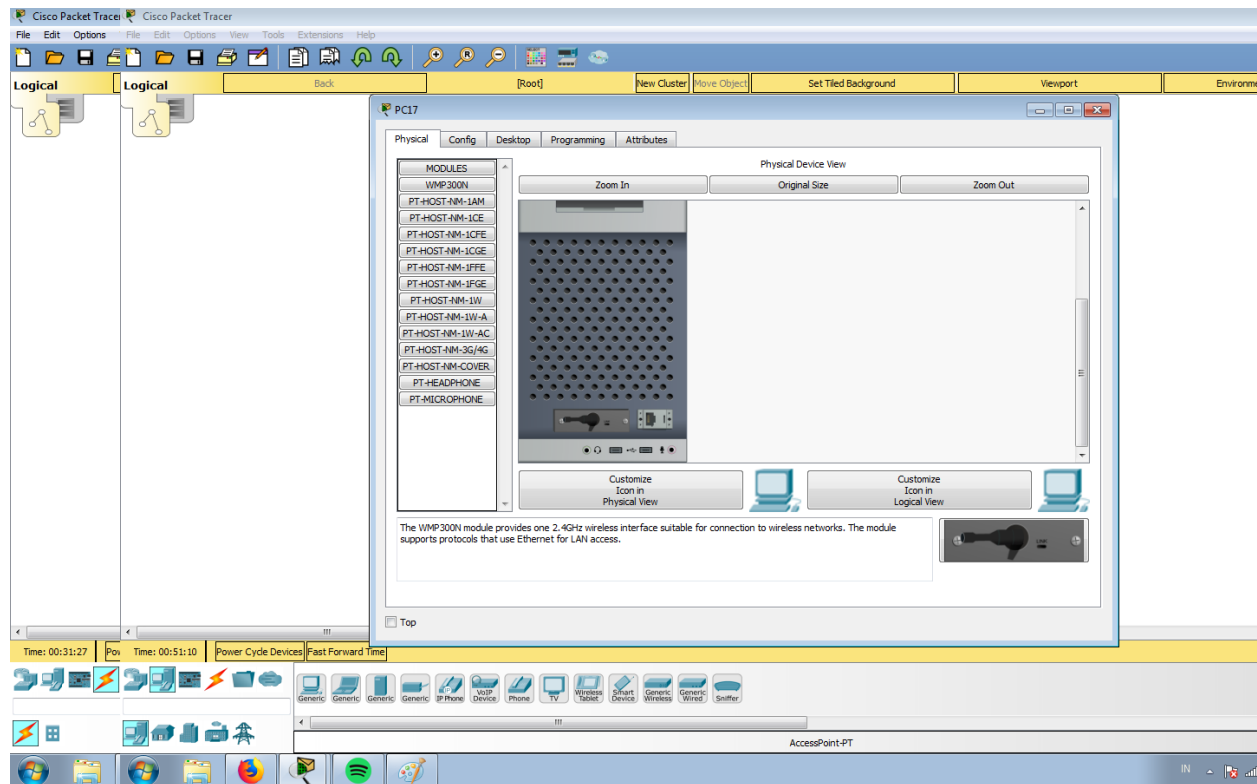 Cisco Packet Tracer Cisco Packet Tracer
File Edit Options File Edit Options View Tools Extensions Help
Logical Logical Back [Root] New Cluster Move Object Set Tiled Background Viewport Environme
PC17
Physical Config Desktop Programming Attributes
MODULES
WMP300N
PT-HOST-NM-1AM
PT-HOST-NM-1CE
PT-HOST-NM-1CFE
PT-HOST-NM-1CGE
PT-HOST-NM-1FFE
PT-HOST-NM-1FGE
PT-HOST-NM-1W
PT-HOST-NM-1W-A
PT-HOST-NM-1W-AC
PT-HOST-NM-3G/4G
PT-HOST-NM-COVER
PT-HEADPHONE
PT-MICROPHONE
Physical Device View
Zoom In Original Size Zoom Out
Customize
Icon in
Physical View
Customize
Icon in
Logical View
The WMP300N module provides one 2.4GHz wireless interface suitable for connection to wireless networks. The module
supports protocols that use Ethernet for LAN access.
Top
Time: 00:31:27 Po Time: 00:51:10 Power Cycle Devices Fast Forward Time
Generic Generic Generic Generic IP Phone VoIP Device Phone TV Wireless Tablet Smart Device Generic Wireless Generic Wired Sniffer
AccessPoint-PT
IN